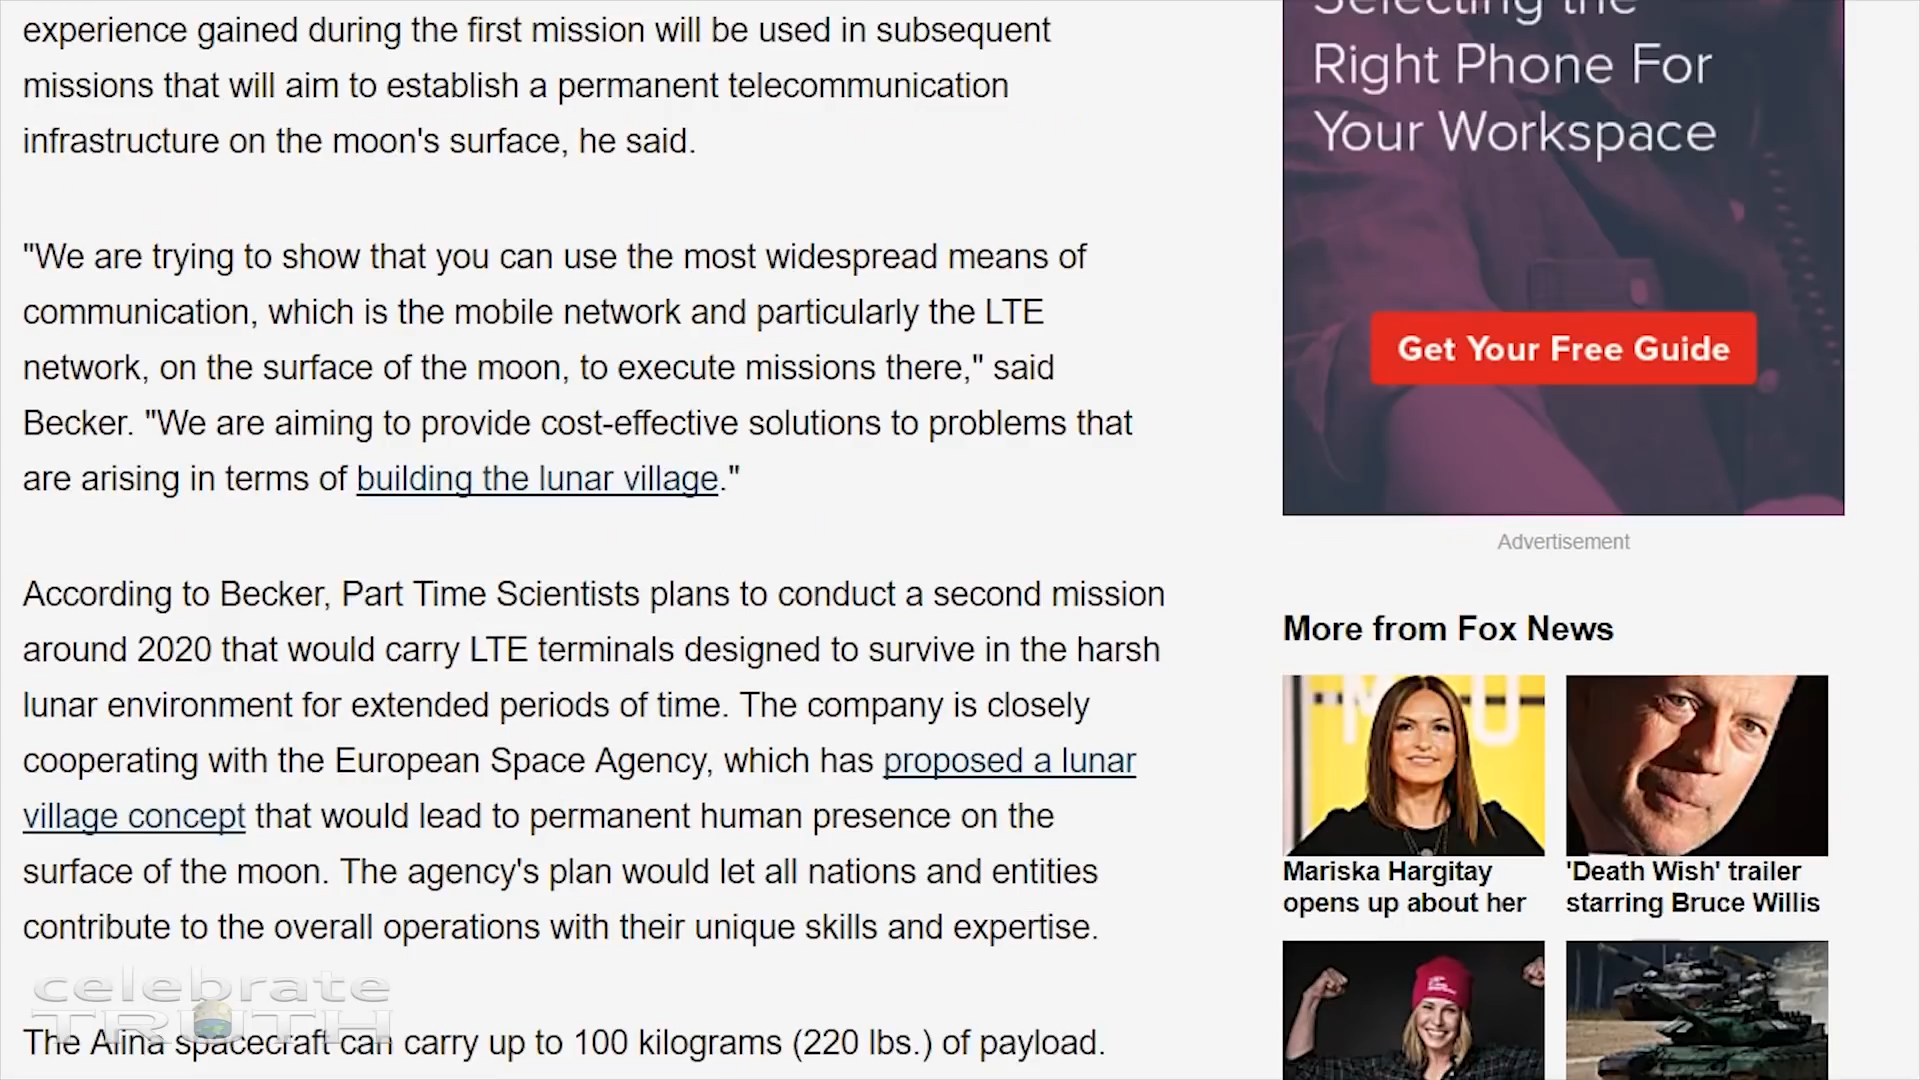 experience gained during the first mission will be used in subsequent
missions that will aim to establish a permanent telecommunication
infrastructure on the moon's surface, he said.
"We are trying to show that you can use the most widespread means of
communication, which is the mobile network and particularly the LTE
network, on the surface of the moon, to execute missions there," said
Becker. "We are aiming to provide cost-effective solutions to problems that
are arising in terms of building the lunar village."
According to Becker, Part Time Scientists plans to conduct a second mission
around 2020 that would carry LTE terminals designed to survive in the harsh
lunar environment for extended periods of time. The company is closely
cooperating with the European Space Agency, which has proposed a lunar
village concept that would lead to permanent human presence on the
surface of the moon. The agency's plan would let all nations and entities
contribute to the overall operations with their unique skills and expertise.
The Alina spacecraft can carry up to 100 kilograms (220 lbs.) of payload.
celebrate
TRUTH
Selecting the
Right Phone For
Your Workspace
Get Your Free Guide
Advertisement
More from Fox News
Mariska Hargitay
opens up about her
'Death Wish' trailer
starring Bruce Willis